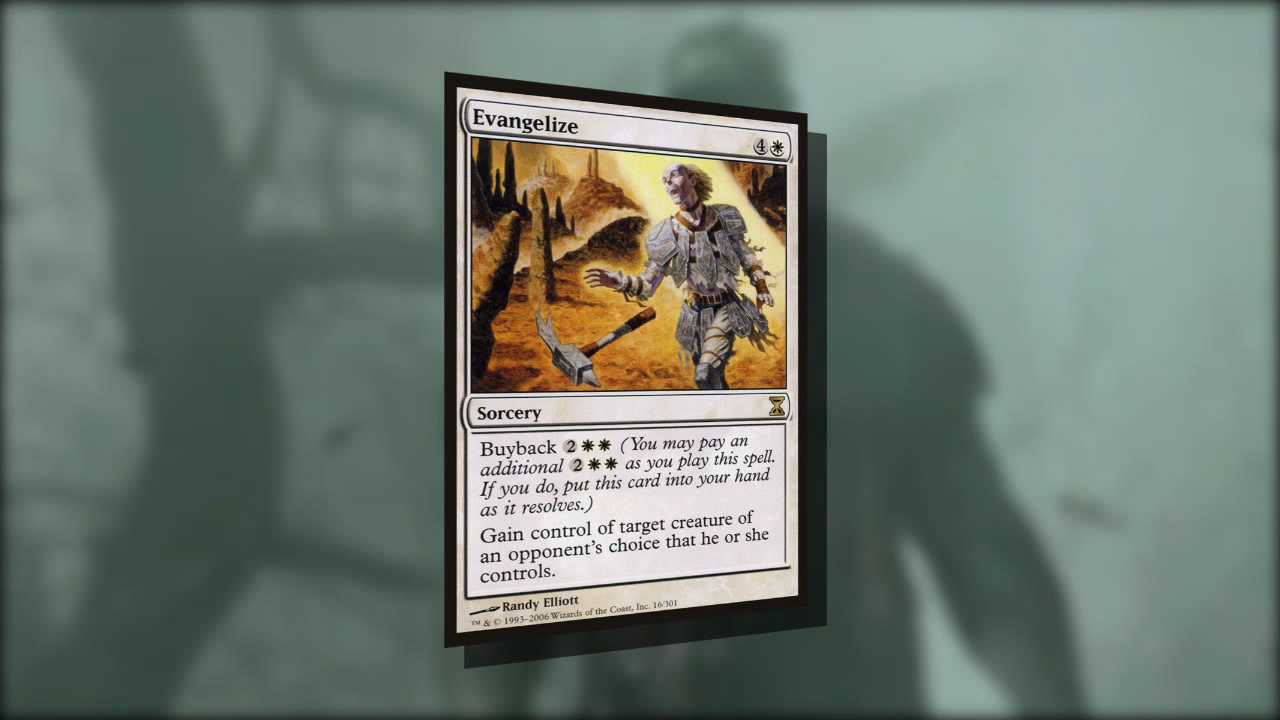 Evangelize
4
Sorcery
Buyback 2 (You may pay an
additional 2 as you play this spell.
If you do, put this card into your hand
as it resolves.)
Gain control of target creature of
an opponent's choice that he or she
controls.
Randy Elliott
™ & © 1993–2006 Wizards of the Coast, Inc. 16/301